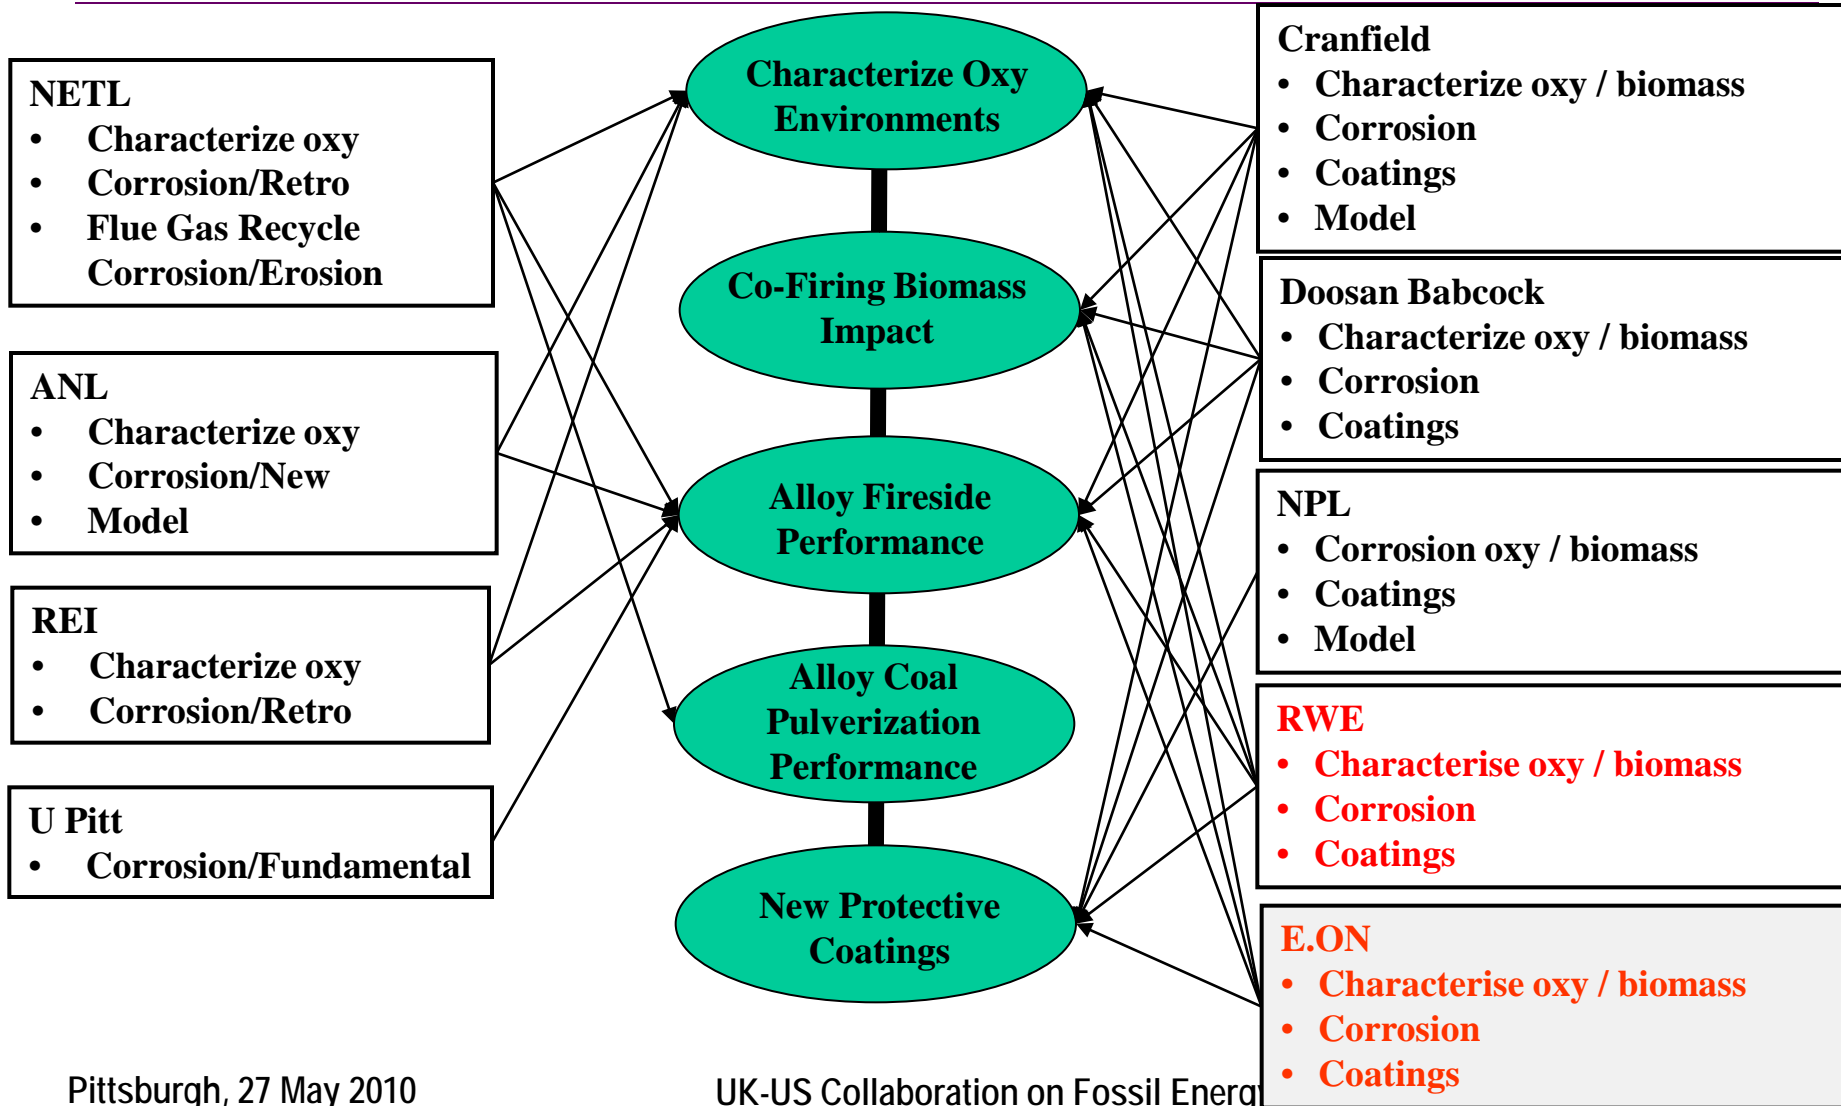 NETL
• Characterize oxy
• Corrosion/Retro
• Flue Gas Recycle
Corrosion/Erosion
ANL
• Characterize oxy
• Corrosion/New
• Model
REI
• Characterize oxy
• Corrosion/Retro
U Pitt
• Corrosion/Fundamental
Characterize Oxy
Environments
Co-Firing Biomass
Impact
Alloy Fireside
Performance
Alloy Coal
Pulverization
Performance
New Protective
Coatings
Cranfield
• Characterize oxy / biomass
• Corrosion
• Coatings
• Model
Doosan Babcock
• Characterize oxy / biomass
• Corrosion
• Coatings
NPL
• Corrosion oxy / biomass
• Coatings
• Model
RWE
• Characterise oxy / biomass
• Corrosion
• Coatings
E.ON
• Characterise oxy / biomass
• Corrosion
• Coatings
Pittsburgh, 27 May 2010
UK-US Collaboration on Fossil Energy